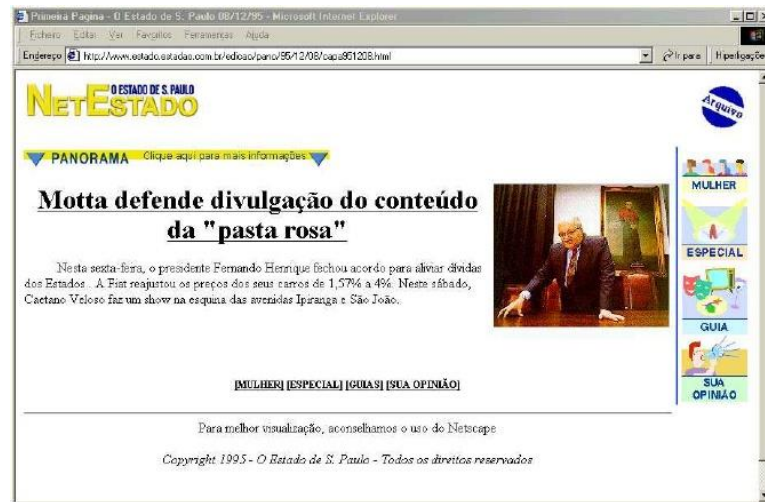 Primeira Pagina - O Estado de S. Paulo 08/12/95 - Microsoft Internet Explorer
Ficheiro Editar Ver Favoritos Ferramentas Ajuda
Endereço http://www.estado.estadao.com.br/edicao/pano/95/12/08/capa951208.html Ir para Hiperligaçõe
O ESTADO DE S. PAULO
NETESTADO
Arquivo
PANORAMA Clique aqui para mais informações
Motta defende divulgação do conteúdo
da "pasta rosa"
Nesta sexta-feira, o presidente Fernando Henrique fechou acordo para aliviar dívidas
dos Estados. A Fiat reajustou os preços dos seus carros de 1,57% a 4%. Neste sábado,
Caetano Veloso faz um show na esquina das avenidas Ipiranga e São João.
MULHER
ESPECIAL
GUIA
SUA
OPINIÃO
[MULHER] [ESPECIAL] [GUIAS] [SUA OPINIÃO]
Para melhor visualização, aconselhamos o uso do Netscape
Copyright 1995 - O Estado de S. Paulo - Todos os direitos reservados